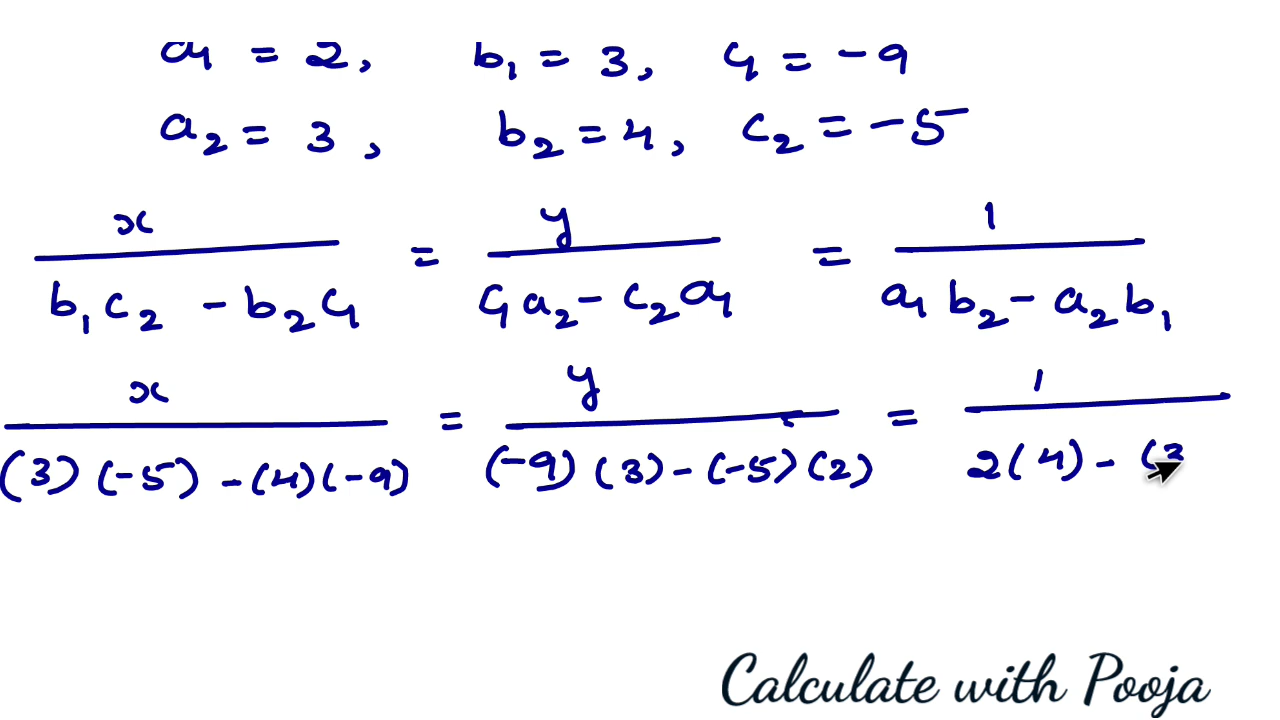 a₁ = 2, b₁ = 3, c₁ = -9
a₂ = 3, b₂ = 4, c₂ = -5
x y 1
b₁c₂ - b₂c₁ = c₁a₂ - c₂a₁ = a₁b₂ - a₂b₁
x y 1
(3)(-5) - (4)(-9) = (-9)(3) - (-5)(2) = 2(4) - (3
Calculate with Pooja